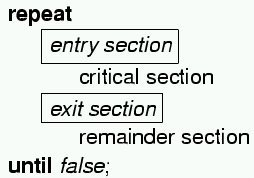 repeat
entry section
critical section
exit section
remainder section
until false;